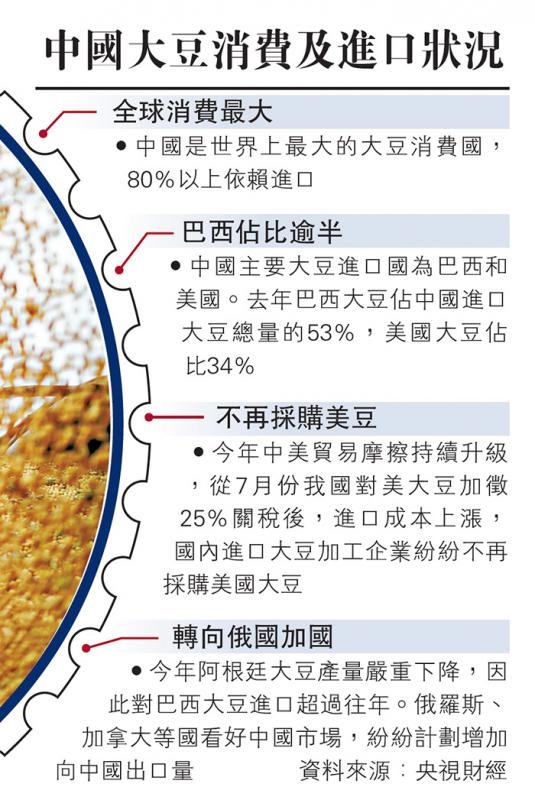 中國大豆消費及進口狀況
全球消費最大
●中國是世界上最大的大豆消費國，
80%以上依賴進口
巴西佔比逾半
●中國主要大豆進口國為巴西和
美國。去年巴西大豆佔中國進口
大豆總量的53%，美國大豆佔
比34%
不再採購美豆
●今年中美貿易摩擦持續升級
，從7月份我國對美大豆加徵
25%關稅後，進口成本上漲，
國內進口大豆加工企業紛紛不再
採購美國大豆
轉向俄國加國
●今年阿根廷大豆產量嚴重下降，因
此對巴西大豆進口超過往年。俄羅斯、
加拿大等國看好中國市場，紛紛計劃增加
向中國出口量 資料來源：央視財經